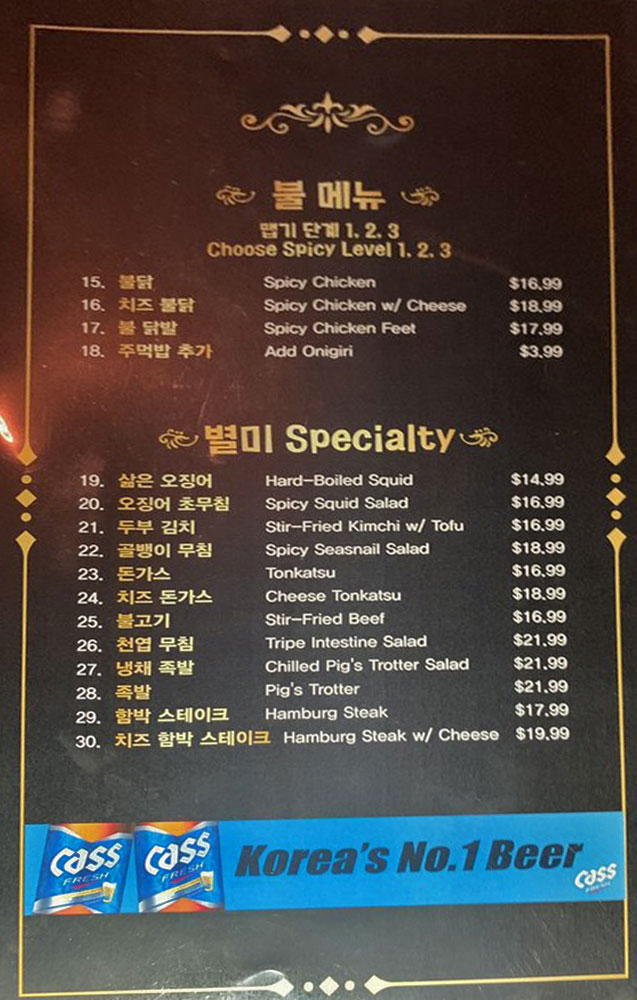 불 메뉴
맵기 단계 1. 2. 3
Choose Spicy Level 1. 2. 3
15. 불닭 Spicy Chicken $16.99
16. 치즈 불닭 Spicy Chicken w/ Cheese $18.99
17. 불 닭발 Spicy Chicken Feet $17.99
18. 주먹밥 추가 Add Onigiri $3.99
별미 Specialty
19. 삶은 오징어 Hard-Boiled Squid $14.99
20. 오징어 초무침 Spicy Squid Salad $16.99
21. 두부 김치 Stir-Fried Kimchi w/ Tofu $16.99
22. 골뱅이 무침 Spicy Seasnail Salad $18.99
23. 돈가스 Tonkatsu $16.99
24. 치즈 돈가스 Cheese Tonkatsu $18.99
25. 불고기 Stir-Fried Beef $16.99
26. 천엽 무침 Tripe Intestine Salad $21.99
27. 냉채 족발 Chilled Pig's Trotter Salad $21.99
28. 족발 Pig's Trotter $21.99
29. 함박 스테이크 Hamburg Steak $17.99
30. 치즈 함박 스테이크 Hamburg Steak w/ Cheese $19.99
Cass FRESH Cass FRESH Korea's No.1 Beer Cass FRESH